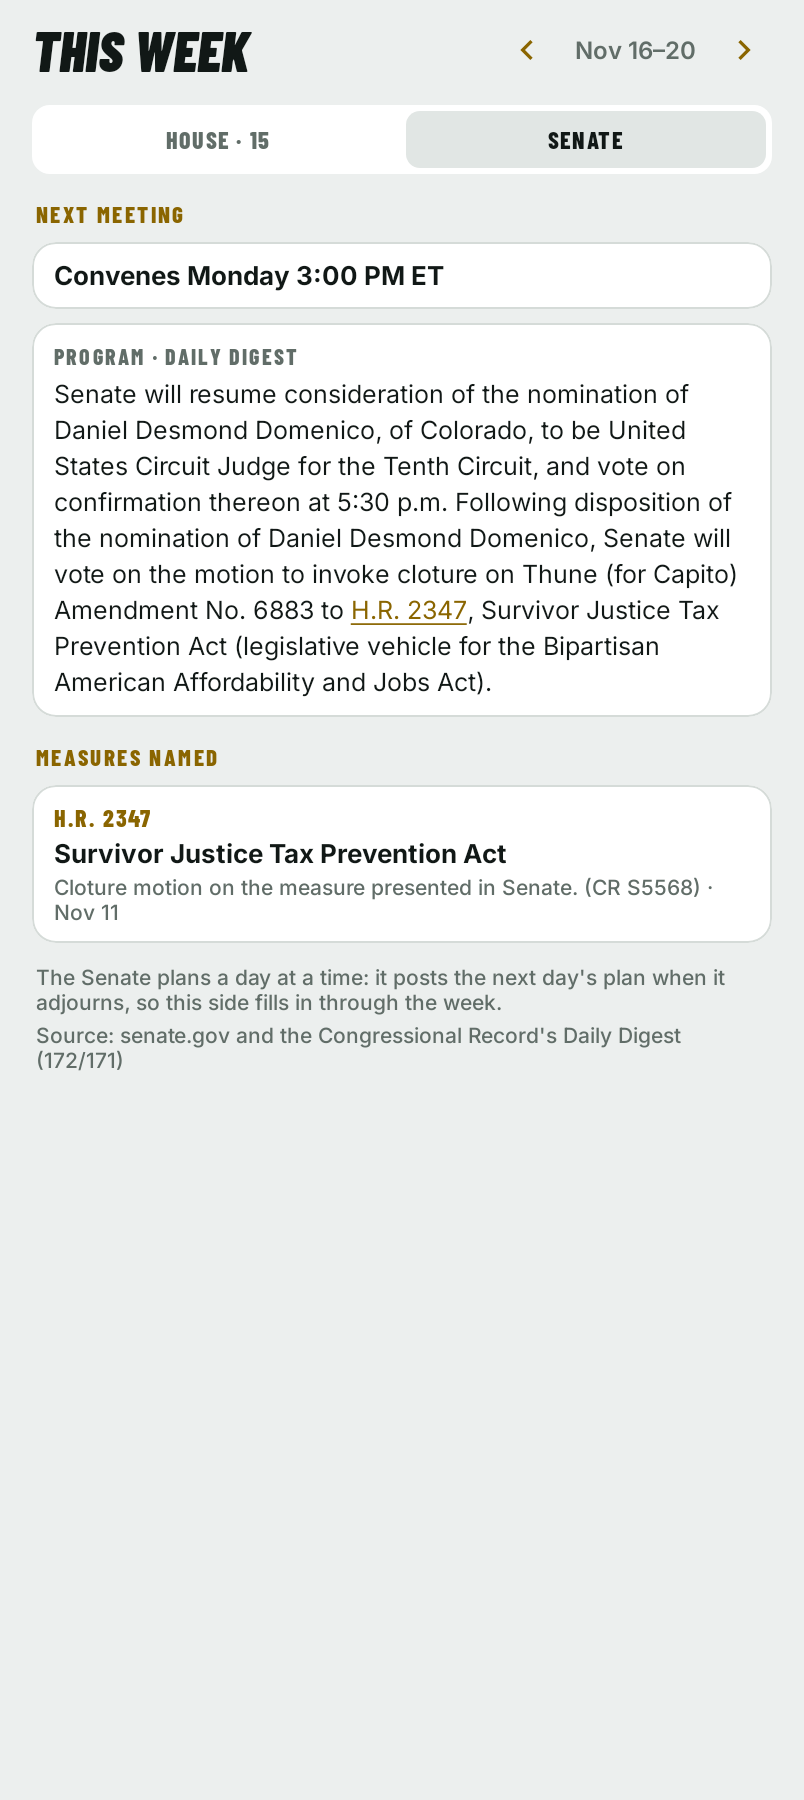 THIS WEEK
Nov 16–20
HOUSE · 15
SENATE
NEXT MEETING
Convenes Monday 3:00 PM ET
PROGRAM · DAILY DIGEST
Senate will resume consideration of the nomination of
Daniel Desmond Domenico, of Colorado, to be United
States Circuit Judge for the Tenth Circuit, and vote on
confirmation thereon at 5:30 p.m. Following disposition of
the nomination of Daniel Desmond Domenico, Senate will
vote on the motion to invoke cloture on Thune (for Capito)
Amendment No. 6883 to H.R. 2347, Survivor Justice Tax
Prevention Act (legislative vehicle for the Bipartisan
American Affordability and Jobs Act).
MEASURES NAMED
H.R. 2347
Survivor Justice Tax Prevention Act
Cloture motion on the measure presented in Senate. (CR S5568) ·
Nov 11
The Senate plans a day at a time: it posts the next day's plan when it
adjourns, so this side fills in through the week.
Source: senate.gov and the Congressional Record's Daily Digest
(172/171)